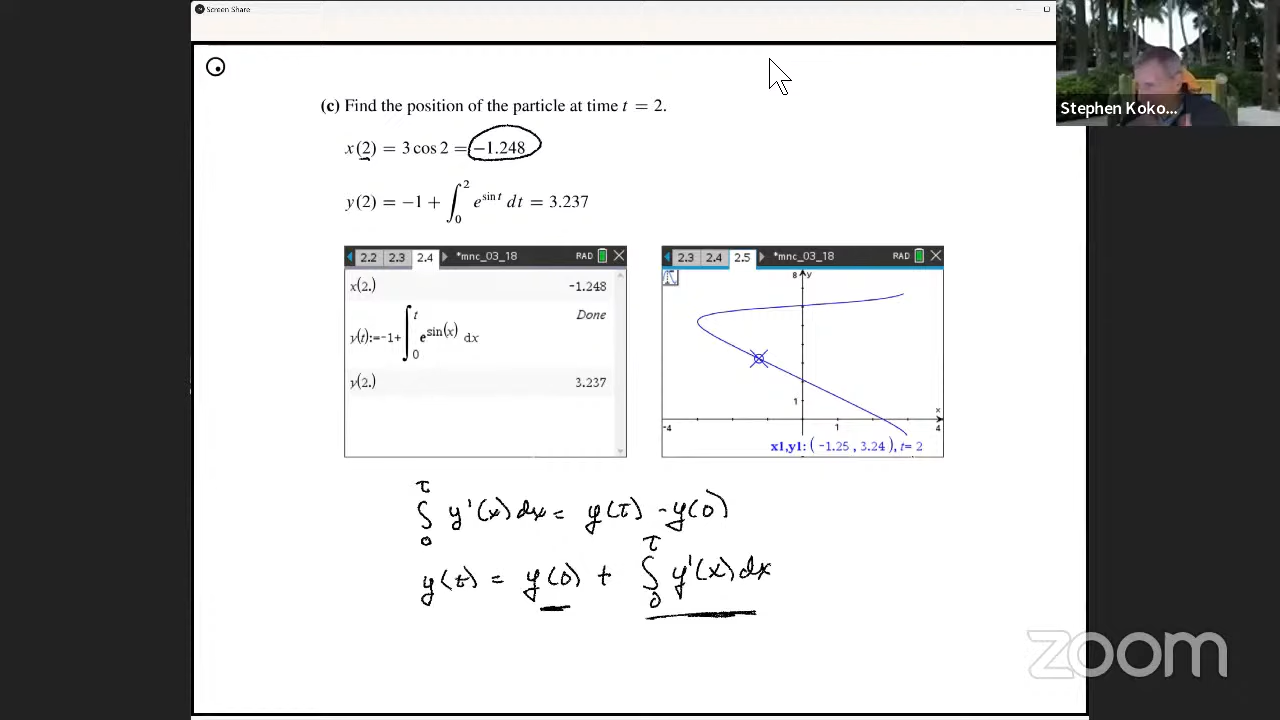 Screen Share
Stephen Koko...
(c) Find the position of the particle at time t = 2.
x(2) = 3 cos 2 = −1.248
y(2) = −1 + ∫₀² e^{sin t} dt = 3.237
2.2 2.3 2.4 *mnc_03_18 RAD
x(2.) -1.248
y(t):=-1+∫₀ᵗ e^{sin(x)} dx Done
y(2.) 3.237
2.3 2.4 2.5 *mnc_03_18 RAD
8 y
1
x
-4 1 4
x1,y1: ( -1.25 , 3.24 ), t= 2
∫₀ᵗ y'(x) dx = y(t) - y(0)
y(t) = y(0) + ∫₀ᵗ y'(x) dx
zoom